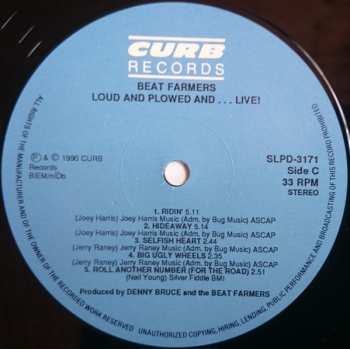 CURB
RECORDS
BEAT FARMERS
LOUD AND PLOWED AND . . . LIVE!
℗ & © 1990 CURB
Records
BIEM/n©b
SLPD-3171
Side C
33 RPM
STEREO
1. RIDIN' 5.11
(Joey Harris) Joey Harris Music (Adm. by Bug Music) ASCAP
2. HIDEAWAY 5.14
(Joey Harris) Joey Harris Music (Adm. by Bug Music) ASCAP
3. SELFISH HEART 2.44
(Jerry Raney) Jerry Raney Music (Adm. by Bug Music) ASCAP
4. BIG UGLY WHEELS 2.35
(Jerry Raney) Jerry Raney Music (Adm. by Bug Music) ASCAP
5. ROLL ANOTHER NUMBER (FOR THE ROAD) 2.51
(Neil Young) Silver Fiddle BMI
Produced by DENNY BRUCE and the BEAT FARMERS
ALL RIGHTS OF THE MANUFACTURER AND OF THE OWNER OF THE RECORDED WORK RESERVED UNAUTHORIZED COPYING, HIRING, LENDING, PUBLIC PERFORMANCE AND BROADCASTING OF THIS RECORD PROHIBITED